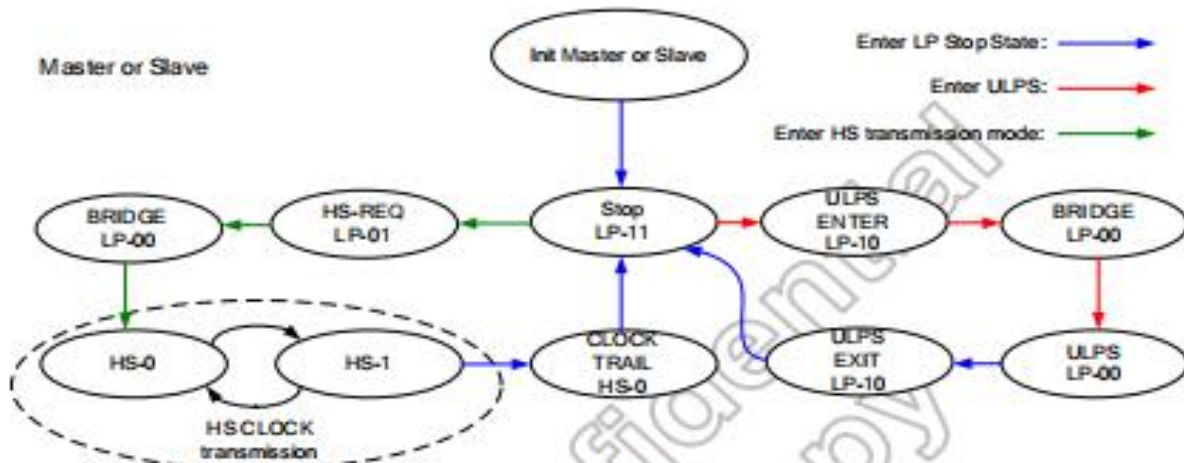 Master or Slave
Init Master or Slave
Enter LP Stop State:
Enter ULPS:
Enter HS transmission mode:
BRIDGE
LP-00
HS-REQ
LP-01
Stop
LP-11
ULPS
ENTER
LP-10
BRIDGE
LP-00
HS-0
HS-1
CLOCK
TRAIL
HS-0
ULPS
EXIT
LP-10
ULPS
LP-00
HS CLOCK
transmission